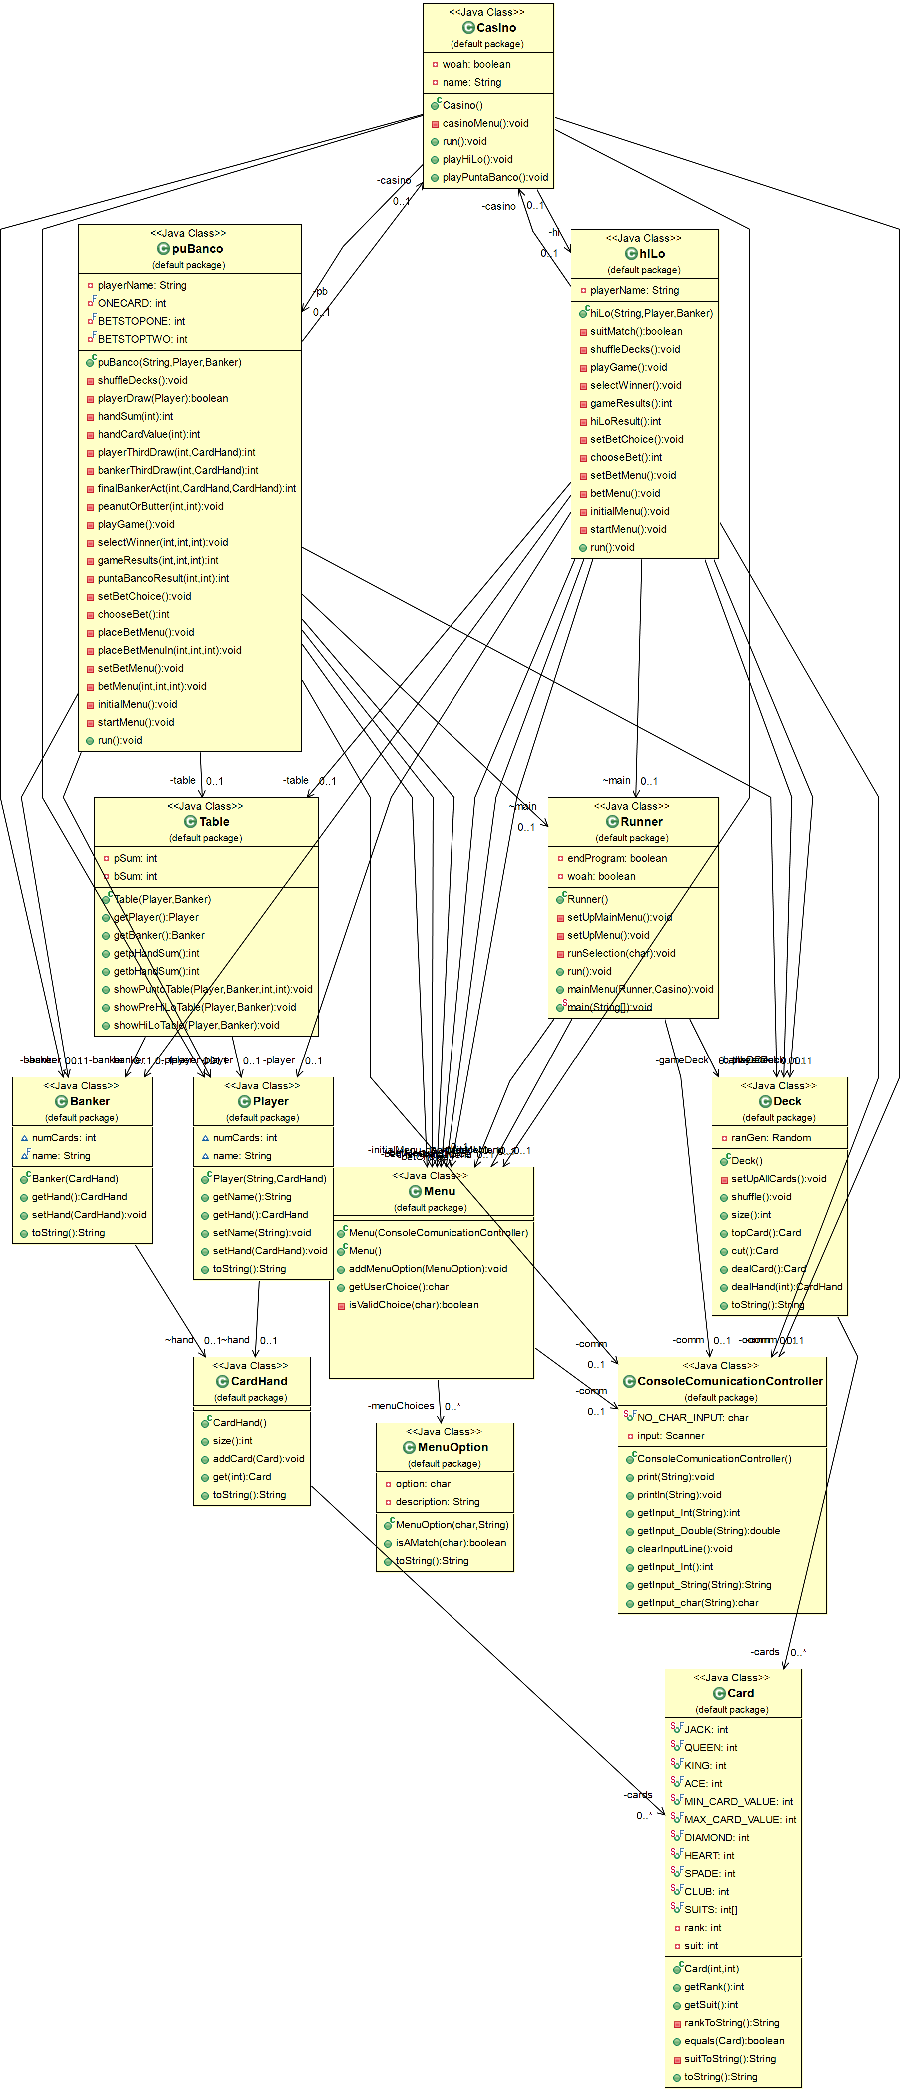 <<Java Class>>
Casino
(default package)
woah: boolean
name: String
Casino()
casinoMenu():void
run():void
playHiLo():void
playPuntaBanco():void
-casino
0..1
-casino
0..1
-hi
0..1
-pb
0..1
<<Java Class>>
puBanco
(default package)
playerName: String
ONECARD: int
BETSTOPONE: int
BETSTOPTWO: int
puBanco(String,Player,Banker)
shuffleDecks():void
playerDraw(Player):boolean
handSum(int):int
handCardValue(int):int
playerThirdDraw(int,CardHand):int
bankerThirdDraw(int,CardHand):int
finalBankerAct(int,CardHand,CardHand):int
peanutOrButter(int,int):void
playGame():void
selectWinner(int,int,int):void
gameResults(int,int,int):int
puntaBancoResult(int,int):int
setBetChoice():void
chooseBet():int
placeBetMenu():void
placeBetMenuIn(int,int,int):void
setBetMenu():void
betMenu(int,int,int):void
initialMenu():void
startMenu():void
run():void
<<Java Class>>
hiLo
(default package)
playerName: String
hiLo(String,Player,Banker)
suitMatch():boolean
shuffleDecks():void
playGame():void
selectWinner():void
gameResults():int
hiLoResult():int
setBetChoice():void
chooseBet():int
setBetMenu():void
betMenu():void
initialMenu():void
startMenu():void
run():void
-table 0..1
-table 0..1
~main 0..1
~main
0..1
<<Java Class>>
Table
(default package)
pSum: int
bSum: int
Table(Player,Banker)
getPlayer():Player
getBanker():Banker
getpHandSum():int
getbHandSum():int
showPuntoTable(Player,Banker,int,int):void
showPreHiLoTable(Player,Banker):void
showHiLoTable(Player,Banker):void
<<Java Class>>
Runner
(default package)
endProgram: boolean
woah: boolean
Runner()
setUpMainMenu():void
setUpMenu():void
runSelection(char):void
run():void
mainMenu(Runner,Casino):void
main(String[]):void
-player 0..1
-gameDeck
<<Java Class>>
Banker
(default package)
numCards: int
name: String
Banker(CardHand)
getHand():CardHand
setHand(CardHand):void
toString():String
<<Java Class>>
Player
(default package)
numCards: int
name: String
Player(String,CardHand)
getName():String
getHand():CardHand
setName(String):void
setHand(CardHand):void
toString():String
<<Java Class>>
Deck
(default package)
ranGen: Random
Deck()
setUpAllCards():void
shuffle():void
size():int
topCard():Card
cut():Card
dealCard():Card
dealHand(int):CardHand
toString():String
<<Java Class>>
Menu
(default package)
Menu(ConsoleComunicationController)
Menu()
addMenuOption(MenuOption):void
getUserChoice():char
isValidChoice(char):boolean
~hand 0..1
~hand 0..1
-comm
0..1
-comm 0..1
-comm
0..1
<<Java Class>>
CardHand
(default package)
CardHand()
size():int
addCard(Card):void
get(int):Card
toString():String
-menuChoices 0..*
<<Java Class>>
MenuOption
(default package)
option: char
description: String
MenuOption(char,String)
isAMatch(char):boolean
toString():String
<<Java Class>>
ConsoleComunicationController
(default package)
NO_CHAR_INPUT: char
input: Scanner
ConsoleComunicationController()
print(String):void
println(String):void
getInput_Int(String):int
getInput_Double(String):double
clearInputLine():void
getInput_Int():int
getInput_String(String):String
getInput_char(String):char
-cards 0..*
-cards
0..*
<<Java Class>>
Card
(default package)
JACK: int
QUEEN: int
KING: int
ACE: int
MIN_CARD_VALUE: int
MAX_CARD_VALUE: int
DIAMOND: int
HEART: int
SPADE: int
CLUB: int
SUITS: int[]
rank: int
suit: int
Card(int,int)
getRank():int
getSuit():int
rankToString():String
equals(Card):boolean
suitToString():String
toString():String